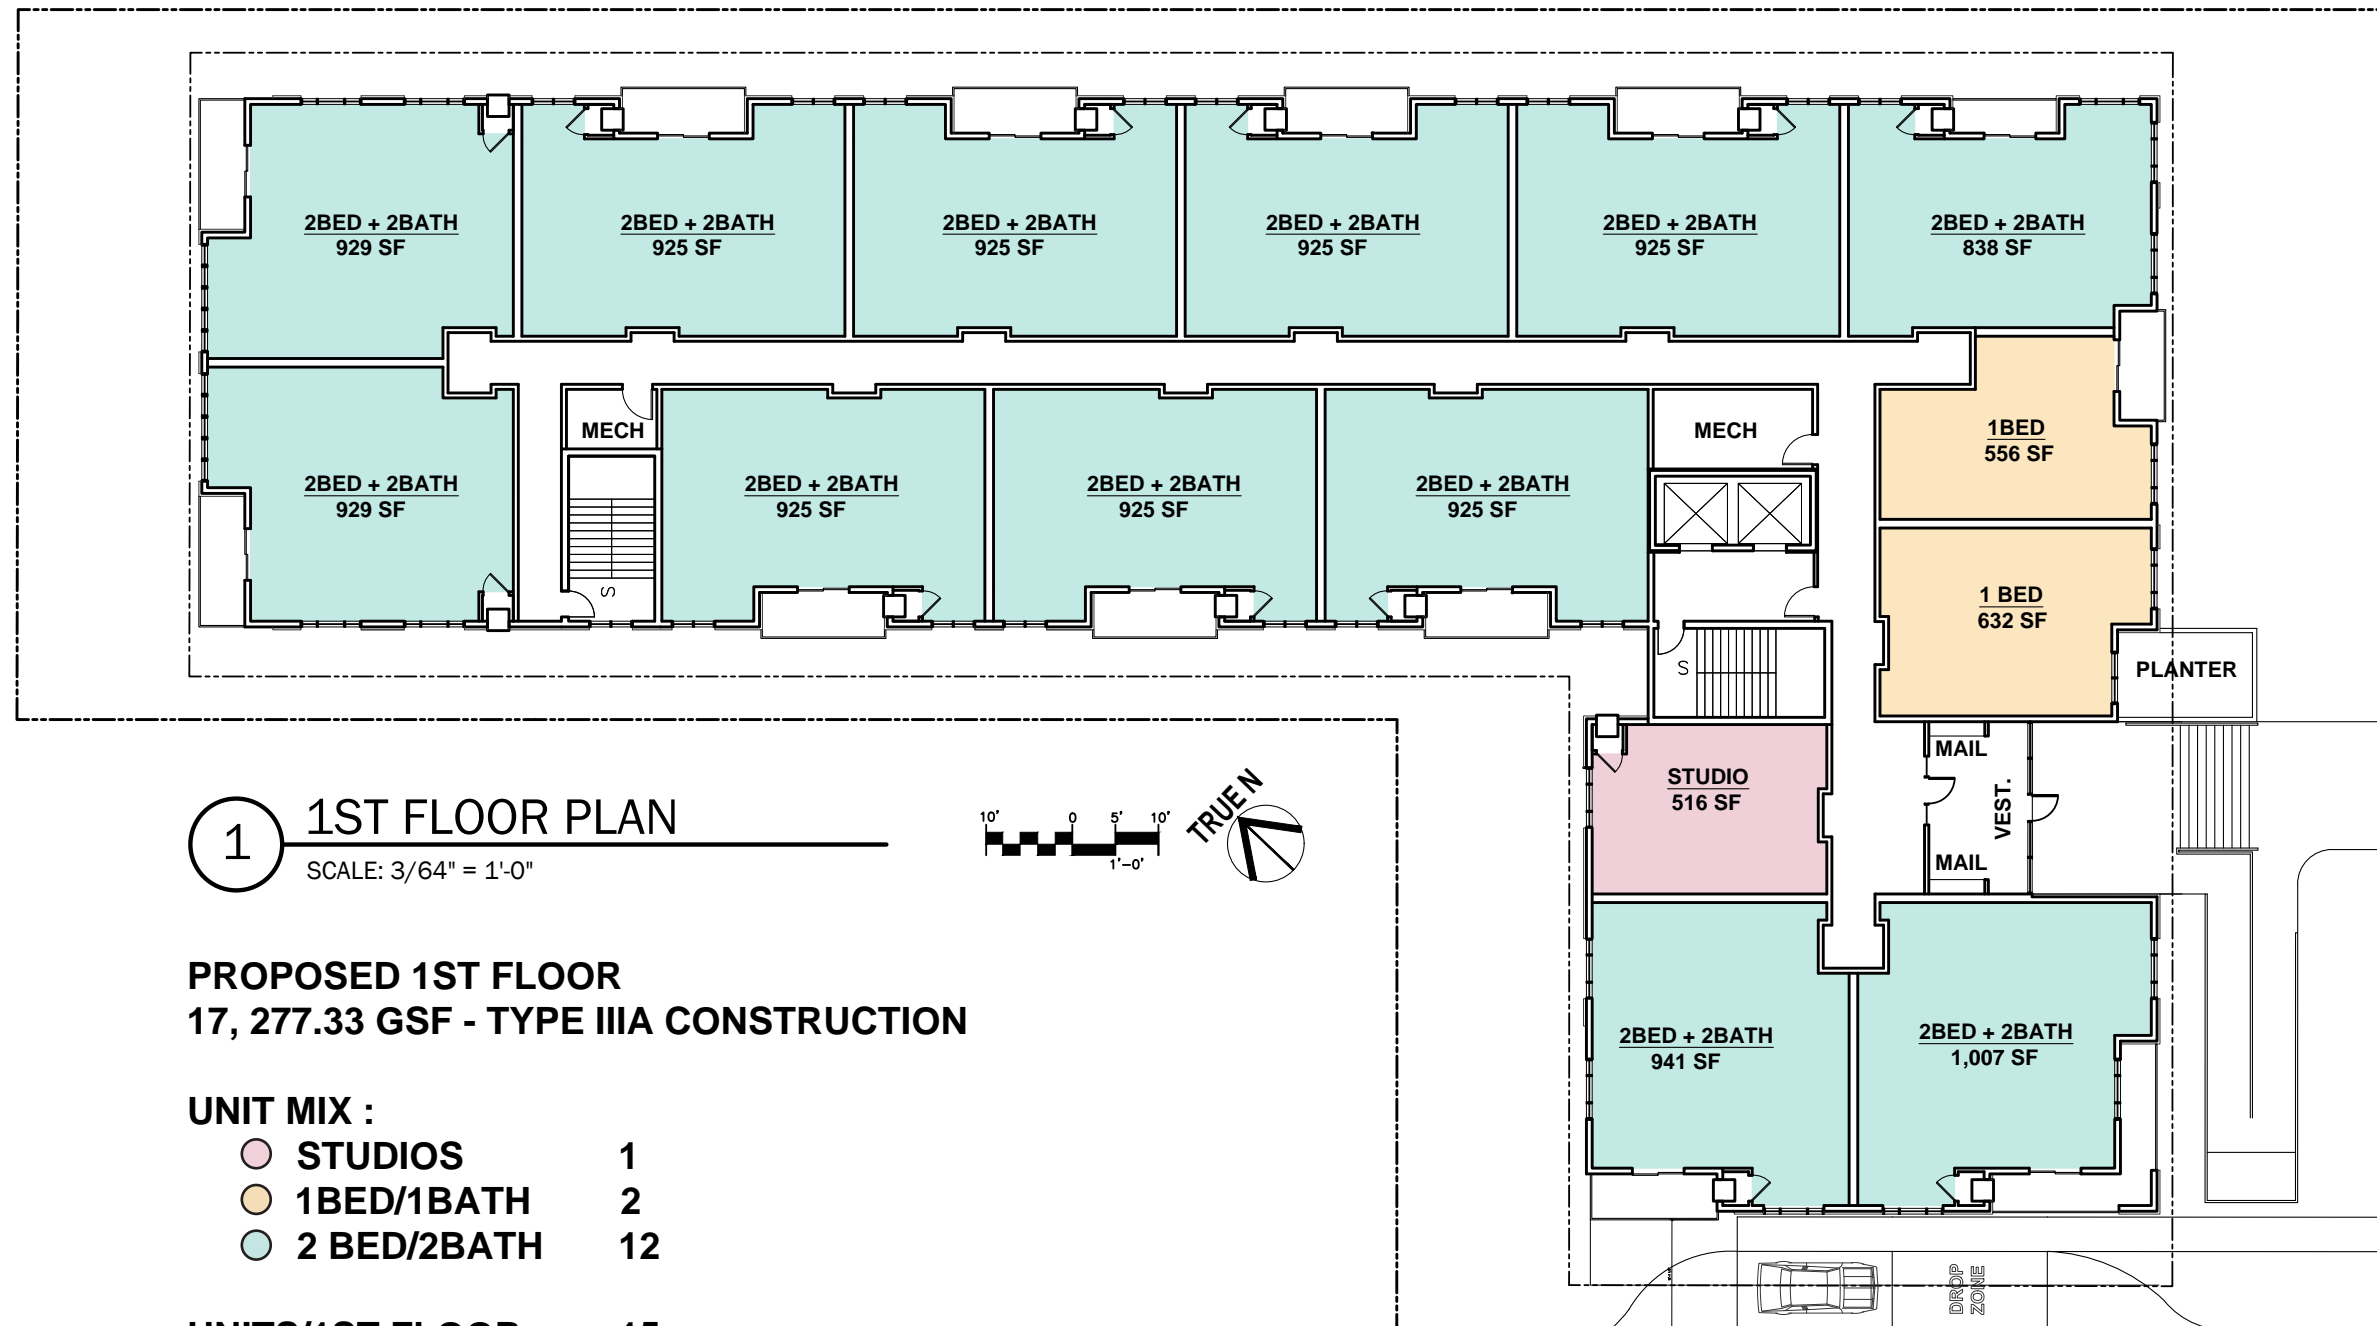 2BED + 2BATH
929 SF
2BED + 2BATH
925 SF
2BED + 2BATH
925 SF
2BED + 2BATH
925 SF
2BED + 2BATH
925 SF
2BED + 2BATH
838 SF
MECH
MECH
1BED
556 SF
2BED + 2BATH
929 SF
2BED + 2BATH
925 SF
2BED + 2BATH
925 SF
2BED + 2BATH
925 SF
S
1 BED
632 SF
S
PLANTER
MAIL
STUDIO
516 SF
VEST.
MAIL
1
1ST FLOOR PLAN
SCALE: 3/64" = 1'-0"
10' 0 5' 10'
1'-0'
TRUE N
PROPOSED 1ST FLOOR
17, 277.33 GSF - TYPE IIIA CONSTRUCTION
2BED + 2BATH
941 SF
2BED + 2BATH
1,007 SF
UNIT MIX :
STUDIOS 1
1BED/1BATH 2
2 BED/2BATH 12
DROP
ZONE
UNITS/1ST FLOOR 15